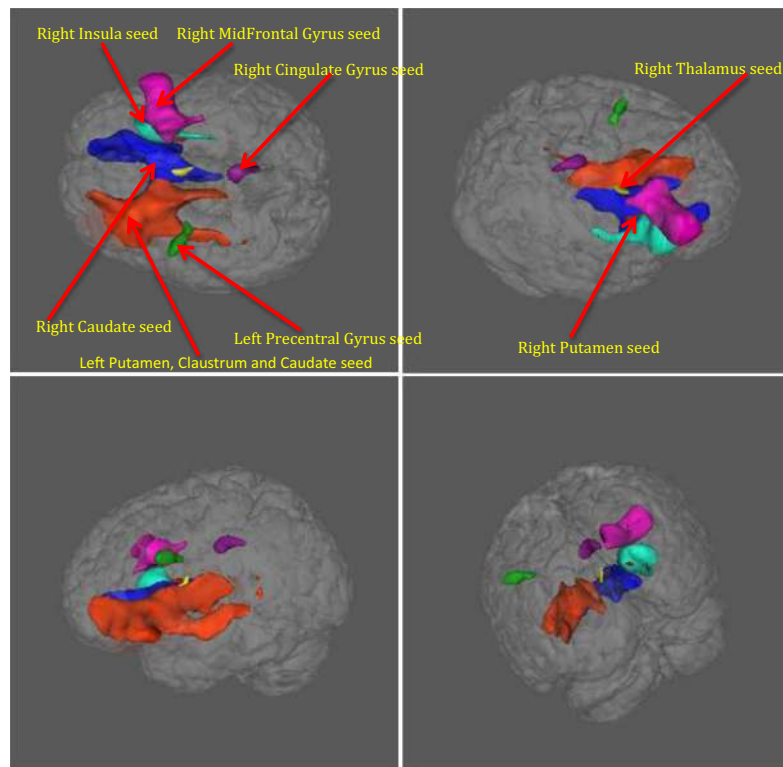 Right Insula seed
Right MidFrontal Gyrus seed
Right Cingulate Gyrus seed
Right Thalamus seed
Right Caudate seed
Left Precentral Gyrus seed
Left Putamen, Claustrum and Caudate seed
Right Putamen seed